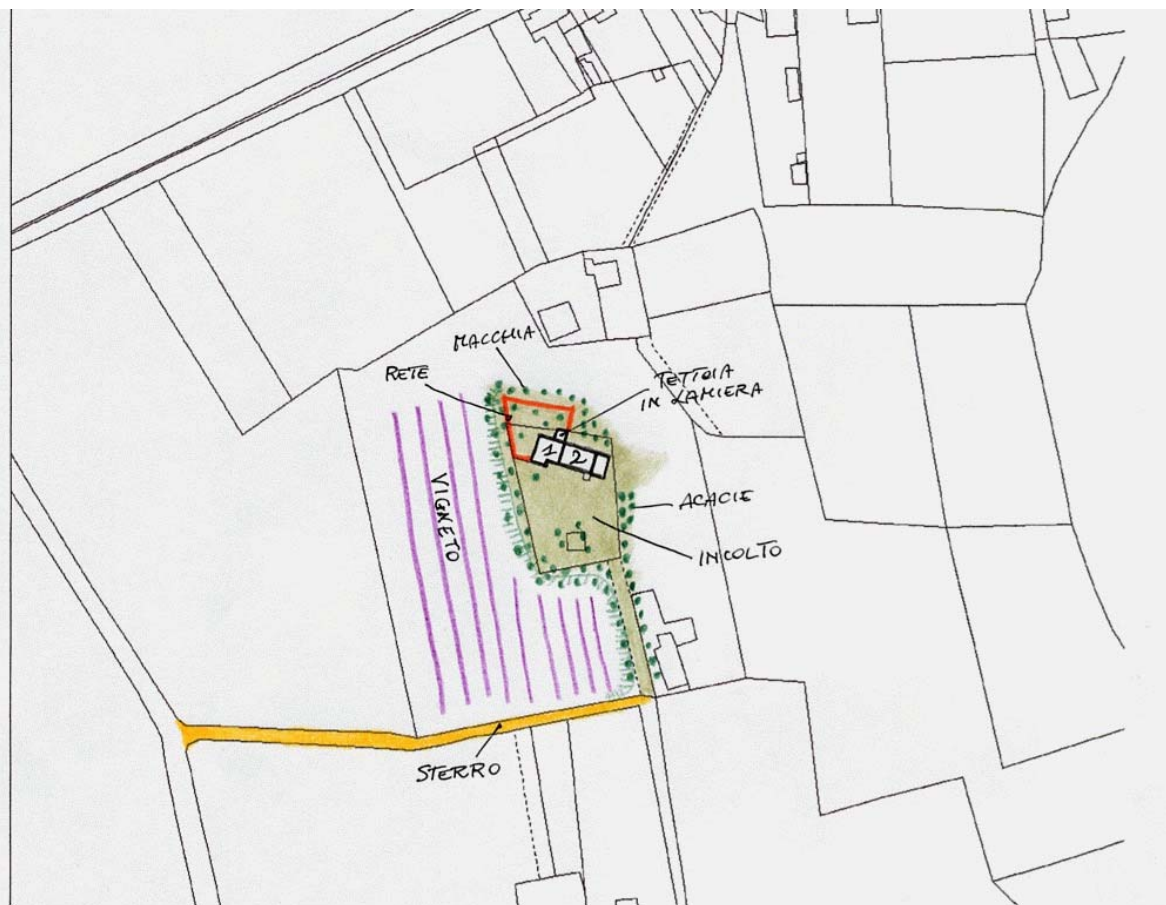 MACCHIA
RETE
TETTOIA
IN LAMIERA
1 2
VIGNETO
ACACIE
INCOLTO
STERRO